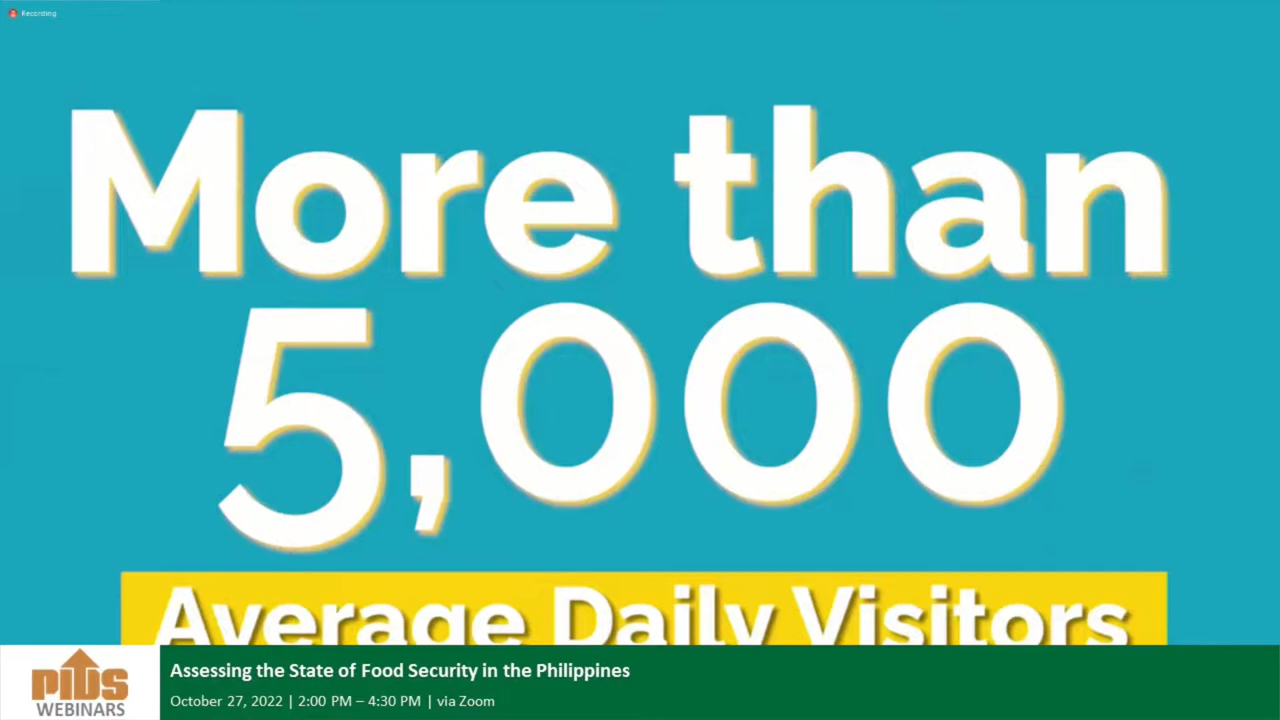 Recording
More than
5,000
Average Daily Visitors
PIDS
WEBINARS
Assessing the State of Food Security in the Philippines
October 27, 2022 | 2:00 PM – 4:30 PM | via Zoom